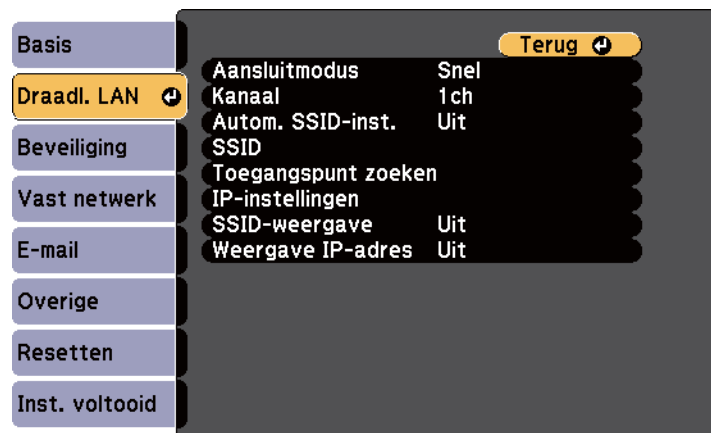 Basis
Draadl. LAN
Beveiliging
Vast netwerk
E-mail
Overige
Resetten
Inst. voltooid
Terug
Aansluitmodus Snel
Kanaal 1ch
Autom. SSID-inst. Uit
SSID
Toegangspunt zoeken
IP-instellingen
SSID-weergave Uit
Weergave IP-adres Uit